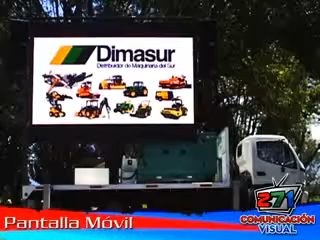 Dimasur
Distribuidor de Maquinaria del Sur
Pantalla Móvil
271
COMUNICACIÓN
VISUAL